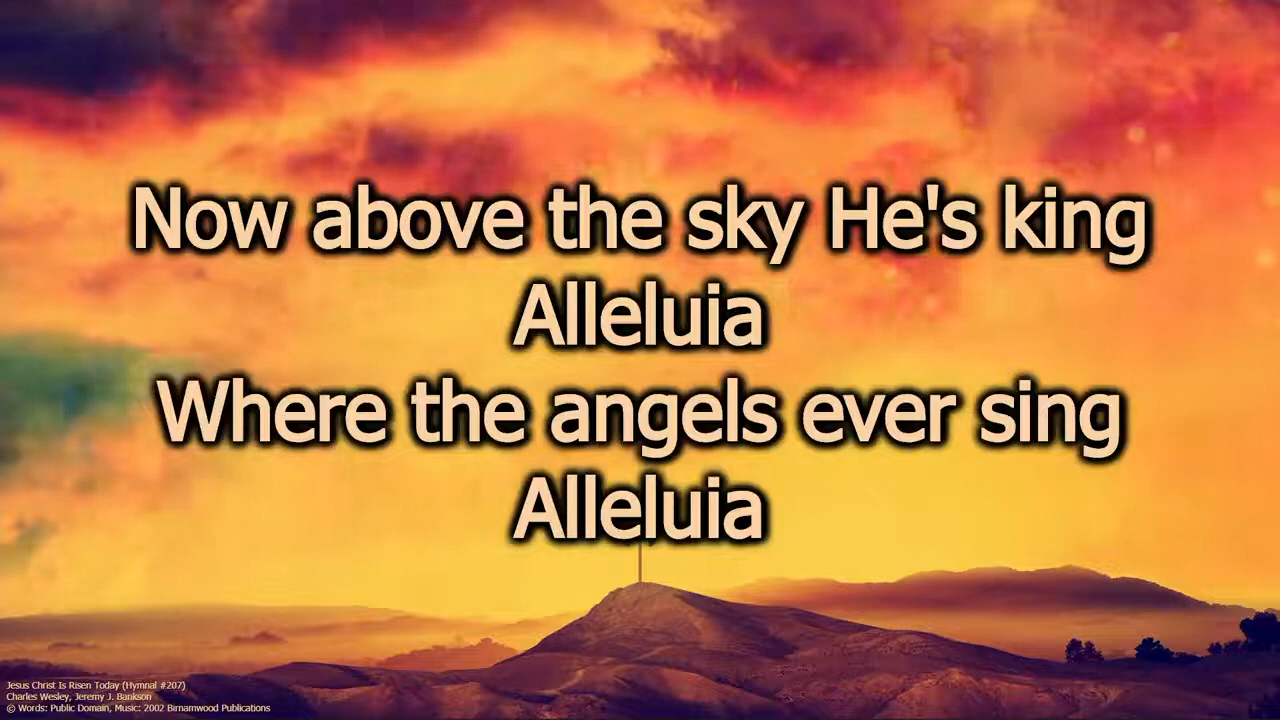 Now above the sky He's king
Alleluia
Where the angels ever sing
Alleluia
Jesus Christ Is Risen Today (Hymnal #207)
Charles Wesley, Jeremy J. Bankson
© Words: Public Domain, Music: 2002 Birnamwood Publications